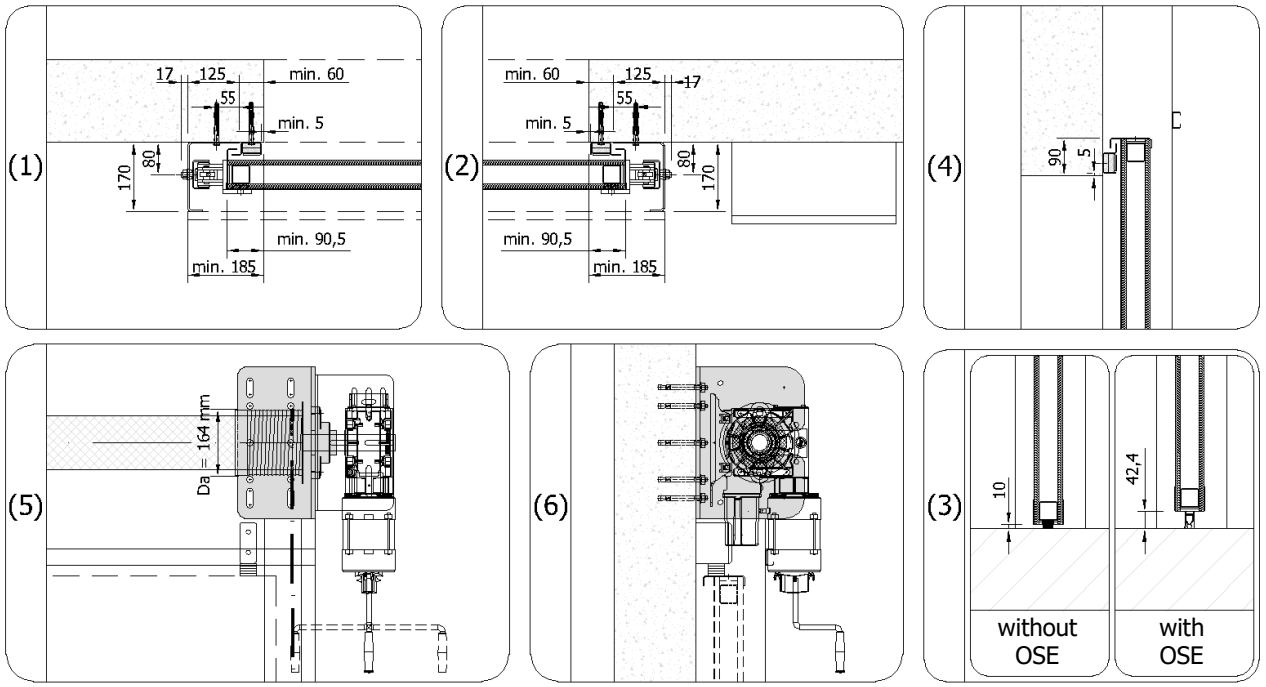 (1)
17
125
min. 60
55
min. 5
80
170
min. 90,5
min. 185
(2)
min. 60
125
17
55
min. 5
80
170
min. 90,5
min. 185
(4)
90
5
(5)
Da = 164 mm
(6)
(3)
10
without
OSE
42,4
with
OSE